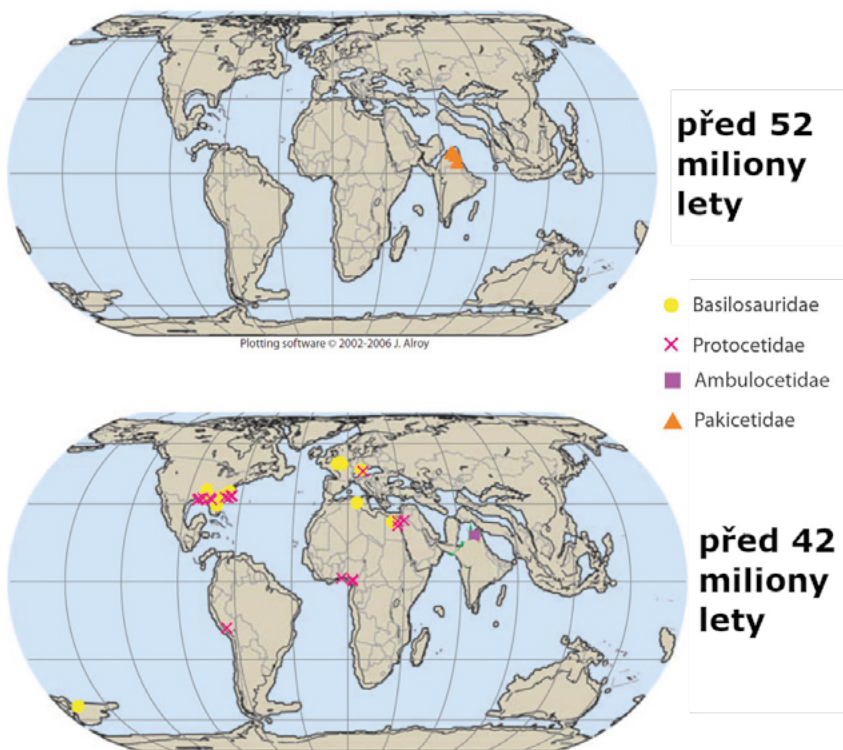 před 52
miliony
lety
Basilosauridae
Protocetidae
Ambulocetidae
Pakicetidae
Plotting software © 2002-2006 J. Alroy
před 42
miliony
lety